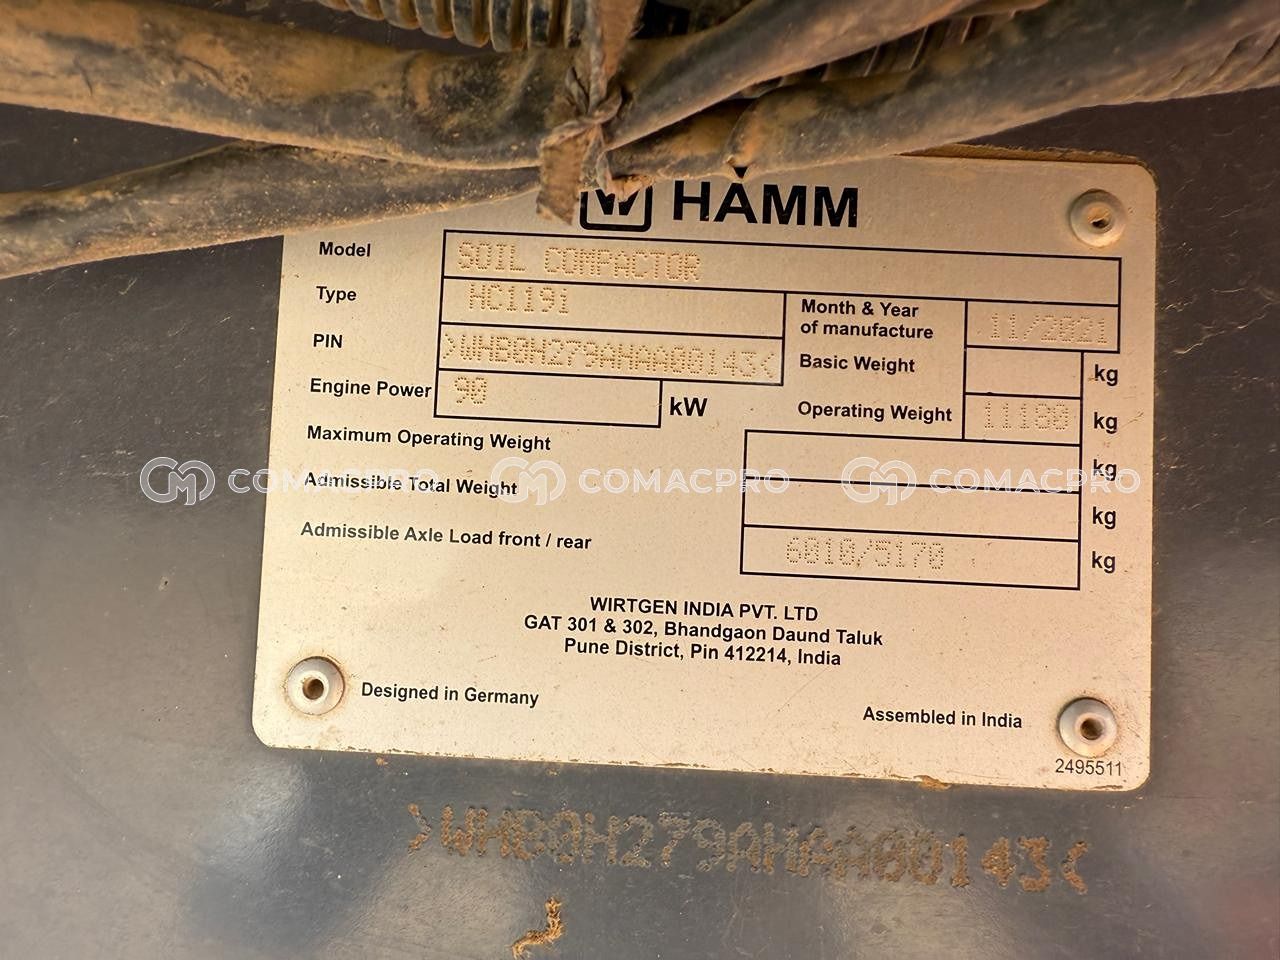 W HAMM
Model SOIL COMPACTOR
Type HC119i
Month & Year of manufacture 11/2021
PIN >WHB0H279AHAA00143<
Basic Weight kg
Engine Power 90 kW
Operating Weight 11180 kg
Maximum Operating Weight kg
Admissible Total Weight kg
COMACPRO COMACPRO COMACPRO
Admissible Axle Load front / rear 6010/5170 kg
WIRTGEN INDIA PVT. LTD
GAT 301 & 302, Bhandgaon Daund Taluk
Pune District, Pin 412214, India
Designed in Germany
Assembled in India
2495511
>WHB0H279AHAA00143<